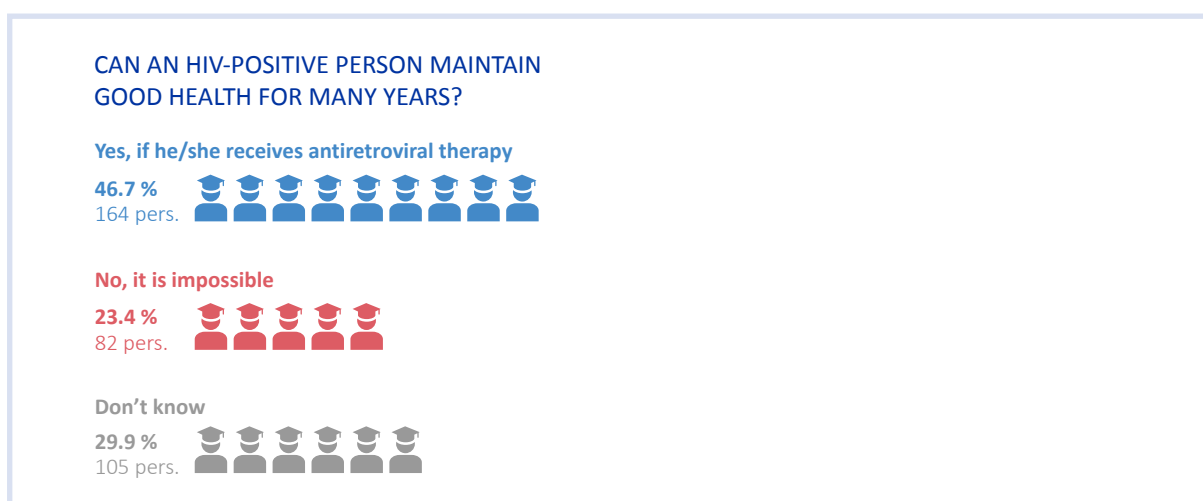 CAN AN HIV-POSITIVE PERSON MAINTAIN
GOOD HEALTH FOR MANY YEARS?
Yes, if he/she receives antiretroviral therapy
46.7 %
164 pers.
No, it is impossible
23.4 %
82 pers.
Don’t know
29.9 %
105 pers.